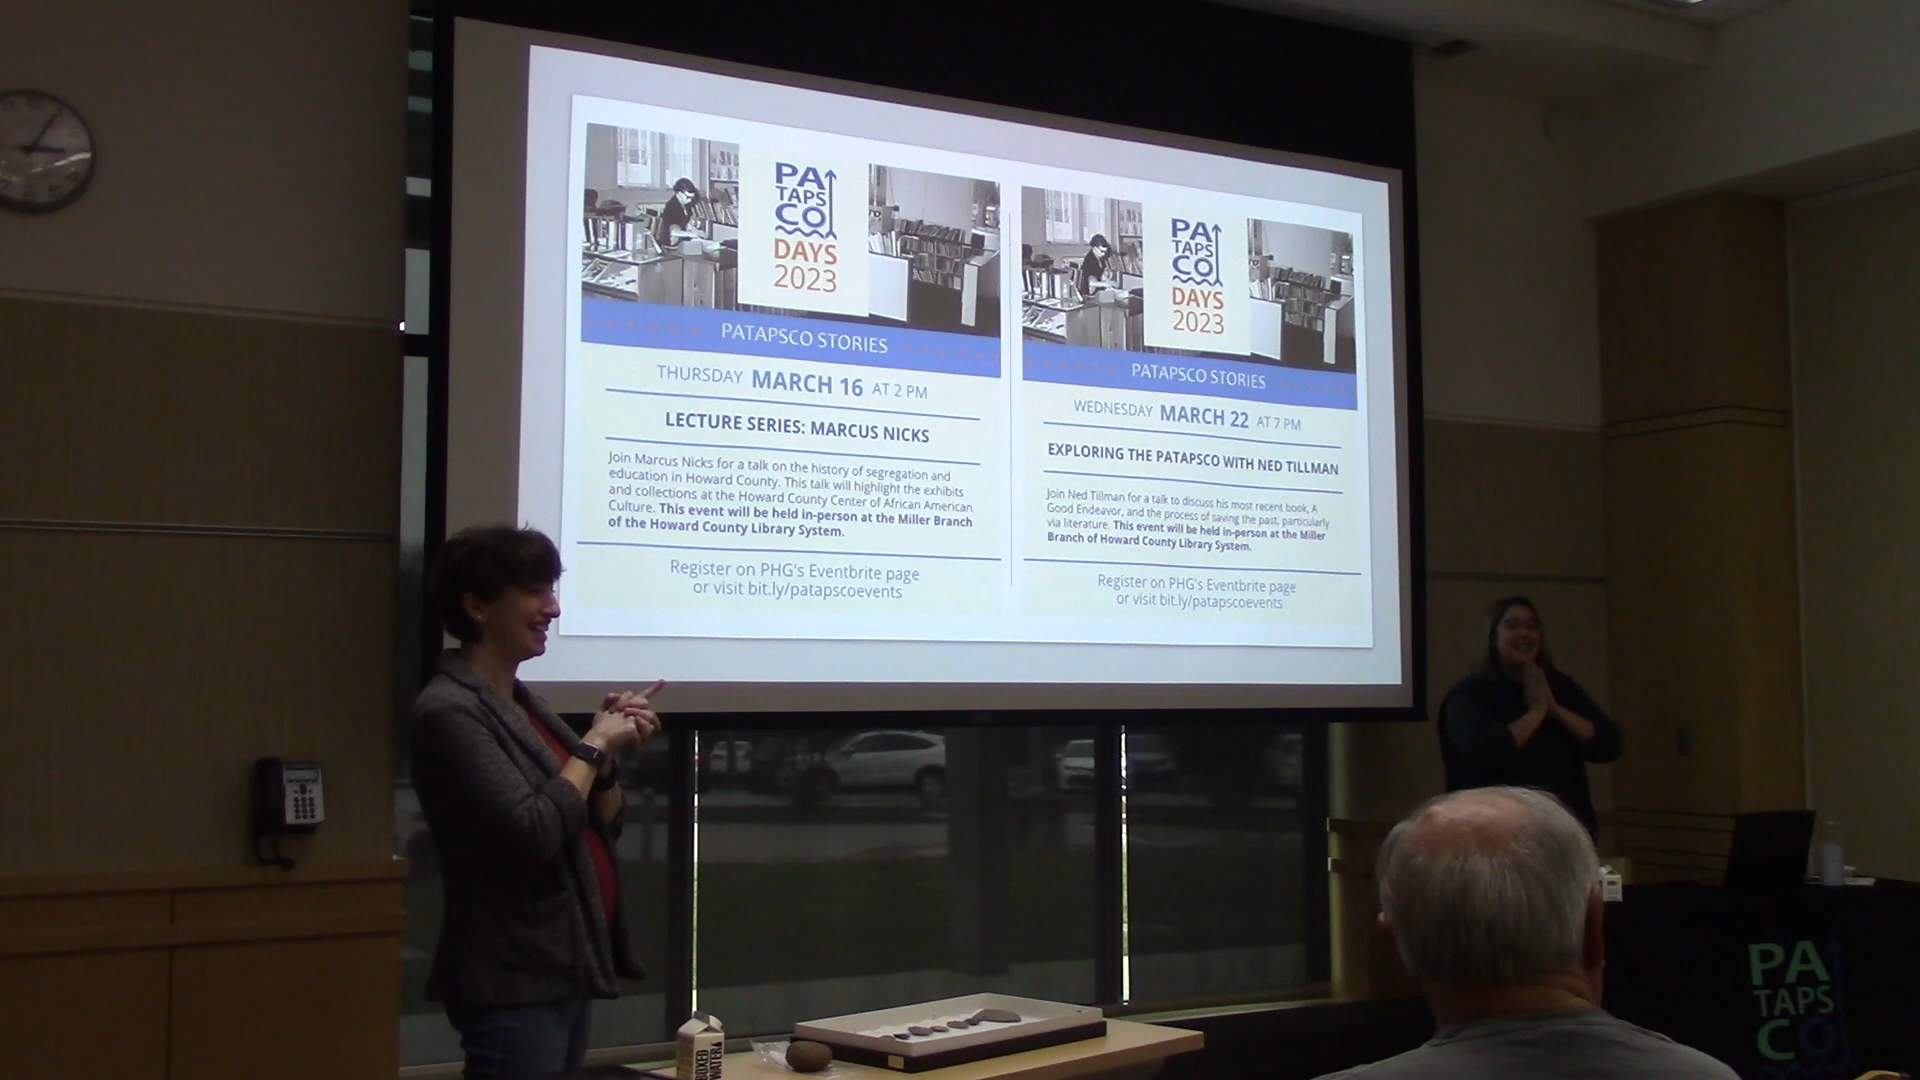 PA
TAPS
CO
DAYS
2023
PATAPSCO STORIES
THURSDAY MARCH 16 AT 2 PM
LECTURE SERIES: MARCUS NICKS
Join Marcus Nicks for a talk on the history of segregation and
education in Howard County. This talk will highlight the exhibits
and collections at the Howard County Center of African American
Culture. This event will be held in-person at the Miller Branch
of the Howard County Library System.
Register on PHG's Eventbrite page
or visit bit.ly/patapscoevents
PA
TAPS
CO
DAYS
2023
PATAPSCO STORIES
WEDNESDAY MARCH 22 AT 7 PM
EXPLORING THE PATAPSCO WITH NED TILLMAN
Join Ned Tillman for a talk to discuss his most recent book, A
Good Endeavor, and the process of saving the past, particularly
via literature. This event will be held in-person at the Miller
Branch of Howard County Library System.
Register on PHG's Eventbrite page
or visit bit.ly/patapscoevents
BOXED
WATER
PA
TAPS
CO